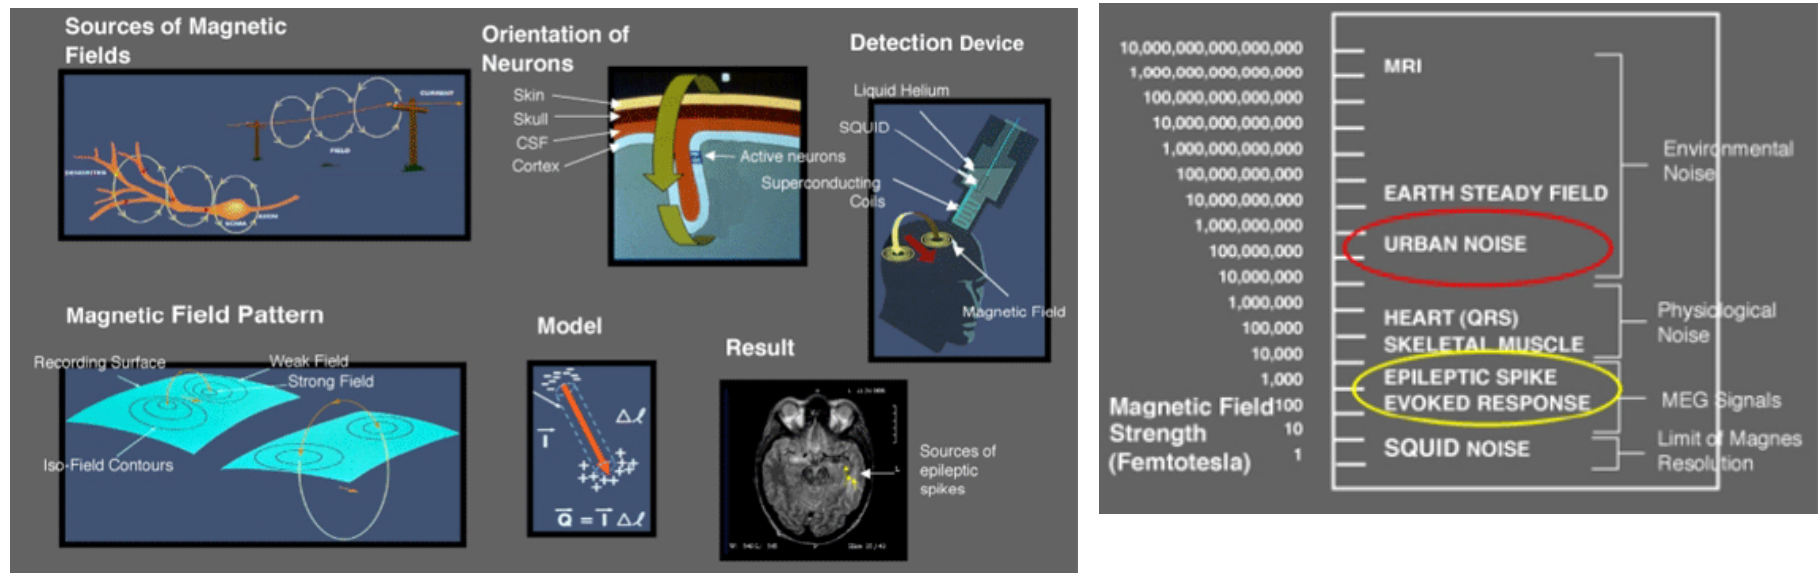 Sources of Magnetic
Fields
CURRENT
FIELD
DENDRITES
SOMA
AXON
Orientation of
Neurons
Skin
Skull
CSF
Cortex
Active neurons
Detection Device
Liquid Helium
SQUID
Superconducting
Coils
Magnetic Field
Magnetic Field Pattern
Recording Surface
Weak Field
Strong Field
Iso-Field Contours
Model
Δℓ
I
Q = I Δℓ
Result
L
Sources of
epileptic
spikes
10,000,000,000,000,000
1,000,000,000,000,000
100,000,000,000,000
10,000,000,000,000
1,000,000,000,000
100,000,000,000
10,000,000,000
1,000,000,000
100,000,000
10,000,000
1,000,000
100,000
10,000
1,000
100
10
1
Magnetic Field
Strength
(Femtotesla)
MRI
EARTH STEADY FIELD
URBAN NOISE
HEART (QRS)
SKELETAL MUSCLE
EPILEPTIC SPIKE
EVOKED RESPONSE
SQUID NOISE
Environmental
Noise
Physiological
Noise
MEG Signals
Limit of Magnes
Resolution